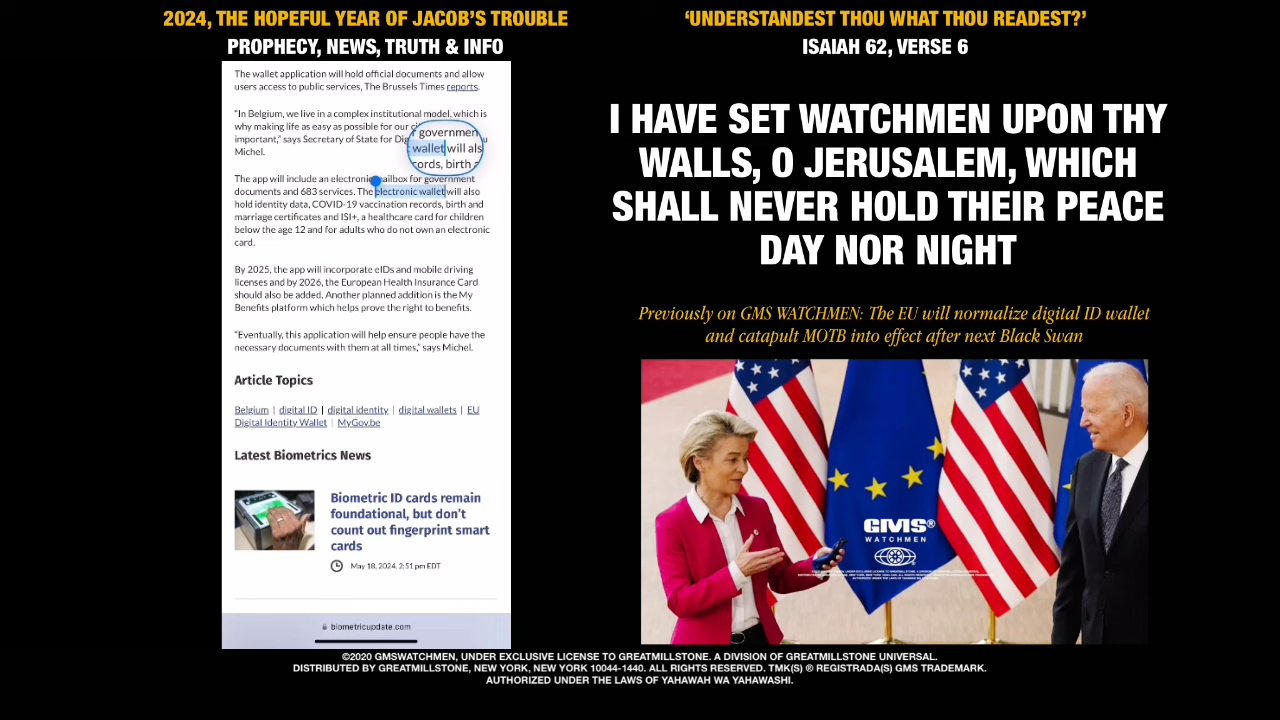 2024, THE HOPEFUL YEAR OF JACOB'S TROUBLE
PROPHECY, NEWS, TRUTH & INFO
The wallet application will hold official documents and allow
users access to public services, The Brussels Times reports.
"In Belgium, we live in a complex institutional model, which is
why making life as easy as possible for our
important," says Secretary of State for
Michel.
governmen
wallet will als
cords, birth
The app will include an electronic mailbox for government
documents and 683 services. The electronic wallet will also
hold identity data, COVID-19 vaccination records, birth and
marriage certificates and ISI+, a healthcare card for children
below the age 12 and for adults who do not own an electronic
card.
By 2025, the app will incorporate eIDs and mobile driving
licenses and by 2026, the European Health Insurance Card
should also be added. Another planned addition is the My
Benefits platform which helps prove the right to benefits.
"Eventually, this application will help ensure people have the
necessary documents with them at all times," says Michel.
Article Topics
Belgium | digital ID | digital identity | digital wallets | EU
Digital Identity Wallet | MyGov.be
Latest Biometrics News
Biometric ID cards remain
foundational, but don't
count out fingerprint smart
cards
May 18, 2024, 2:51 pm EDT
biometricupdate.com
'UNDERSTANDEST THOU WHAT THOU READEST?'
ISAIAH 62, VERSE 6
I HAVE SET WATCHMEN UPON THY
WALLS, O JERUSALEM, WHICH
SHALL NEVER HOLD THEIR PEACE
DAY NOR NIGHT
Previously on GMS WATCHMEN: The EU will normalize digital ID wallet
and catapult MOTB into effect after next Black Swan
GMS®
WATCHMEN
©2020 GMSWATCHMEN, UNDER EXCLUSIVE LICENSE TO GREATMILLSTONE. A DIVISION OF GREATMILLSTONE UNIVERSAL.
DISTRIBUTED BY GREATMILLSTONE, NEW YORK, NEW YORK 10044-1440. ALL RIGHTS RESERVED. TMK(S) ® REGISTRADA(S) GMS TRADEMARK.
AUTHORIZED UNDER THE LAWS OF YAHAWAH WA YAHAWASHI.